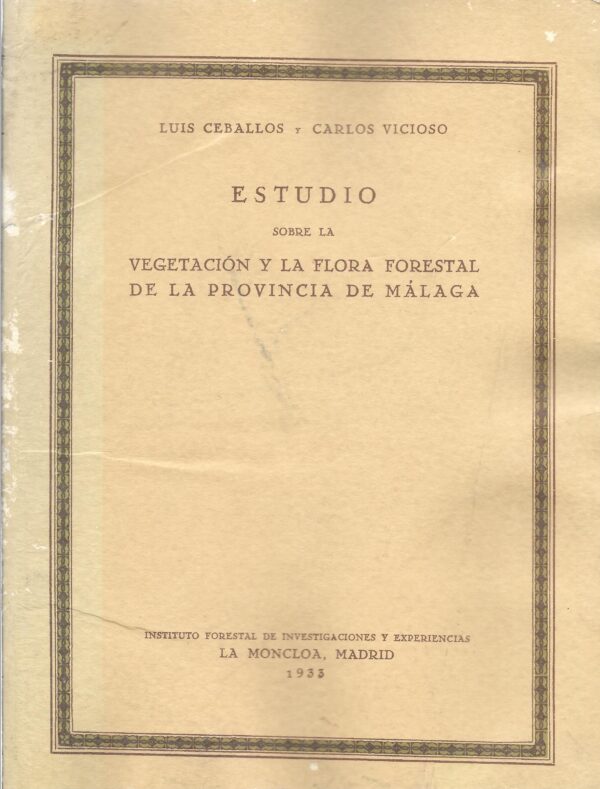 LUIS CEBALLOS Y CARLOS VICIOSO
ESTUDIO
SOBRE LA
VEGETACIÓN Y LA FLORA FORESTAL
DE LA PROVINCIA DE MÁLAGA
INSTITUTO FORESTAL DE INVESTIGACIONES Y EXPERIENCIAS
LA MONCLOA, MADRID
1933